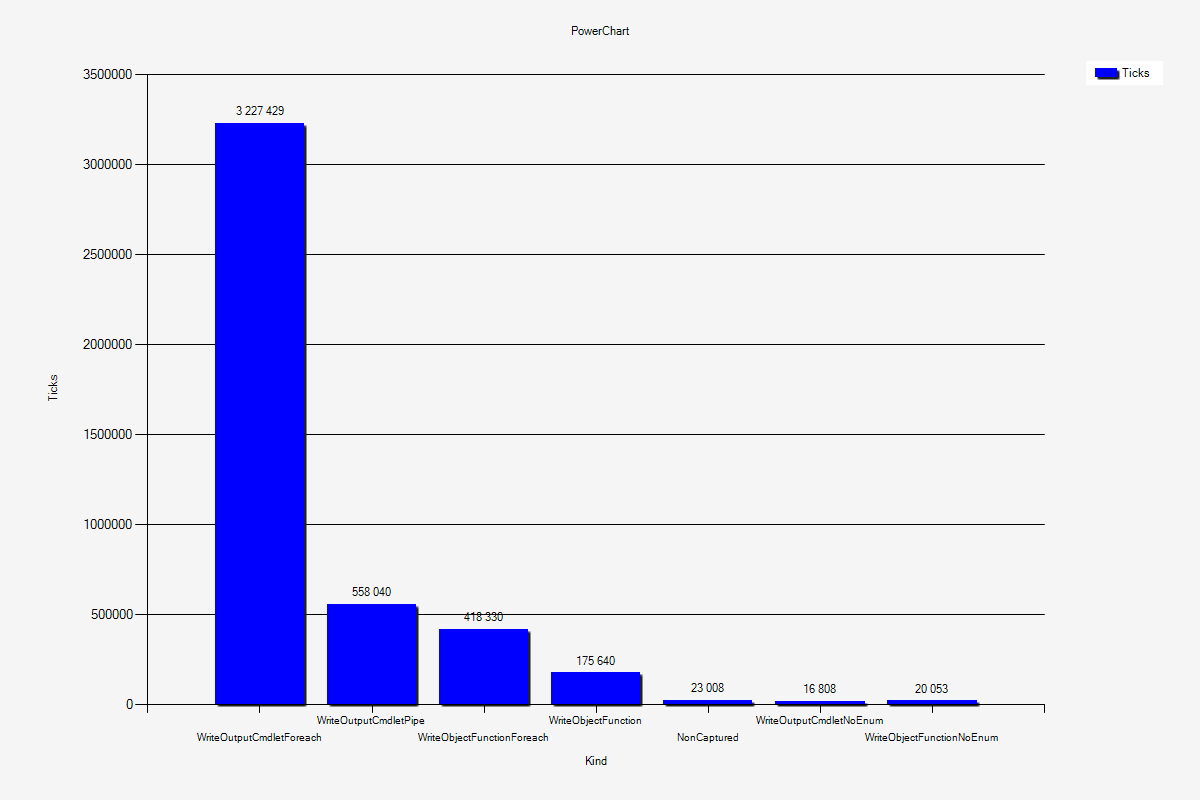 PowerChart
Ticks
3500000
3 227 429
3000000
2500000
2000000
Ticks
1500000
1000000
558 040
500000
418 330
175 640
23 008
16 808
20 053
0
WriteOutputCmdletPipe
WriteObjectFunction
WriteOutputCmdletNoEnum
WriteOutputCmdletForeach
WriteObjectFunctionForeach
NonCaptured
WriteObjectFunctionNoEnum
Kind